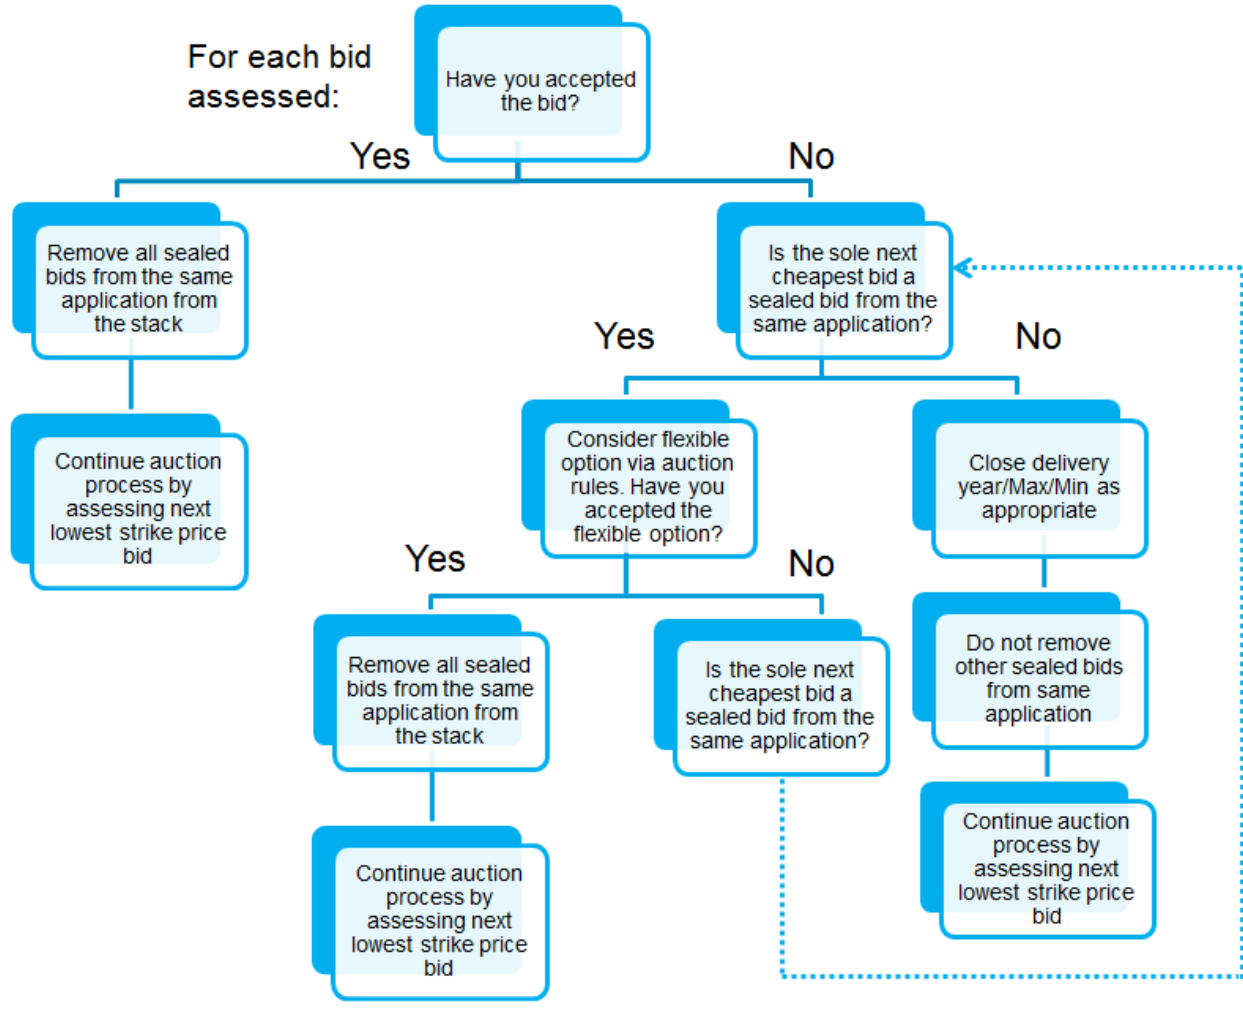 For each bid
assessed:
Have you accepted
the bid?
Yes
No
Remove all sealed
bids from the same
application from
the stack
Is the sole next
cheapest bid a
sealed bid from the
same application?
Yes
No
Continue auction
process by
assessing next
lowest strike price
bid
Consider flexible
option via auction
rules. Have you
accepted the
flexible option?
Close delivery
year/Max/Min as
appropriate
Yes
No
Remove all sealed
bids from the same
application from
the stack
Is the sole next
cheapest bid a
sealed bid from the
same application?
Do not remove
other sealed bids
from same
application
Continue auction
process by
assessing next
lowest strike price
bid
Continue auction
process by
assessing next
lowest strike price
bid